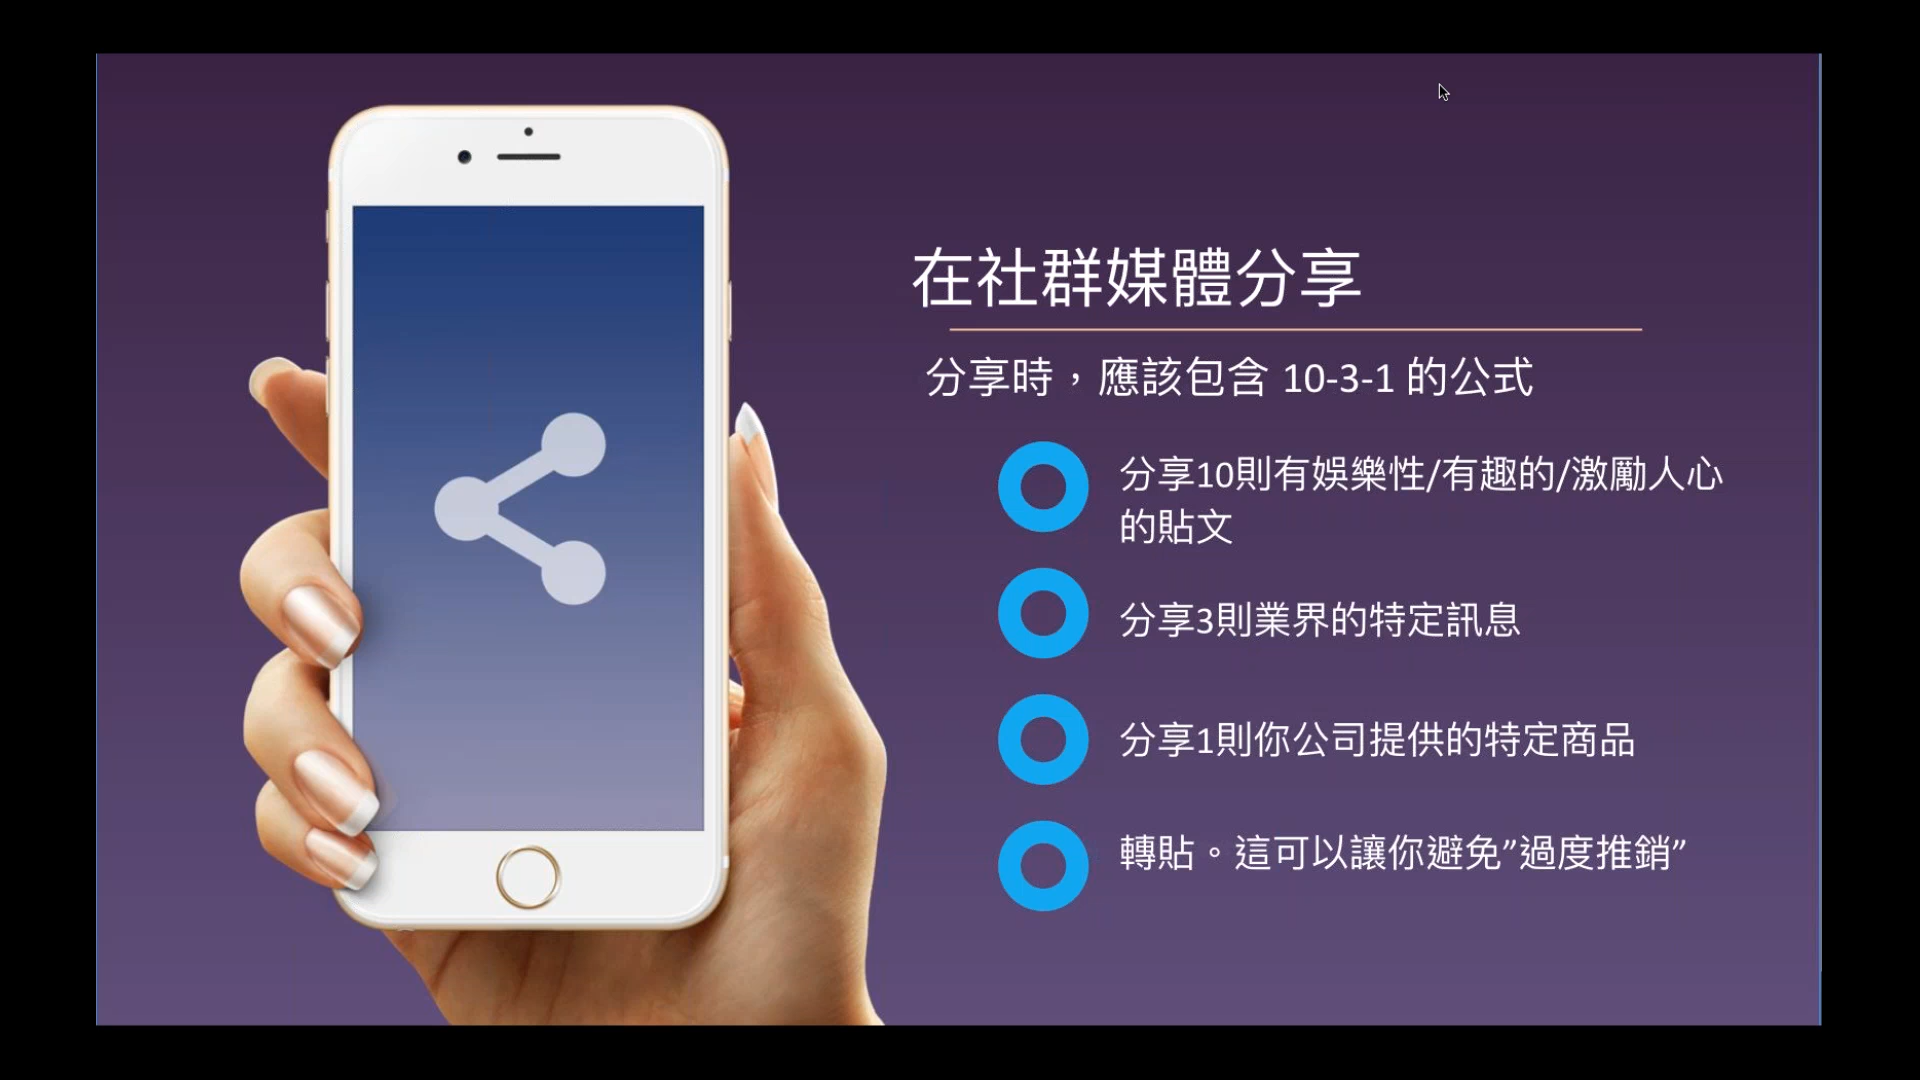 在社群媒體分享
分享時，應該包含 10-3-1 的公式
分享10則有娛樂性/有趣的/激勵人心
的貼文
分享3則業界的特定訊息
分享1則你公司提供的特定商品
轉貼。這可以讓你避免”過度推銷”